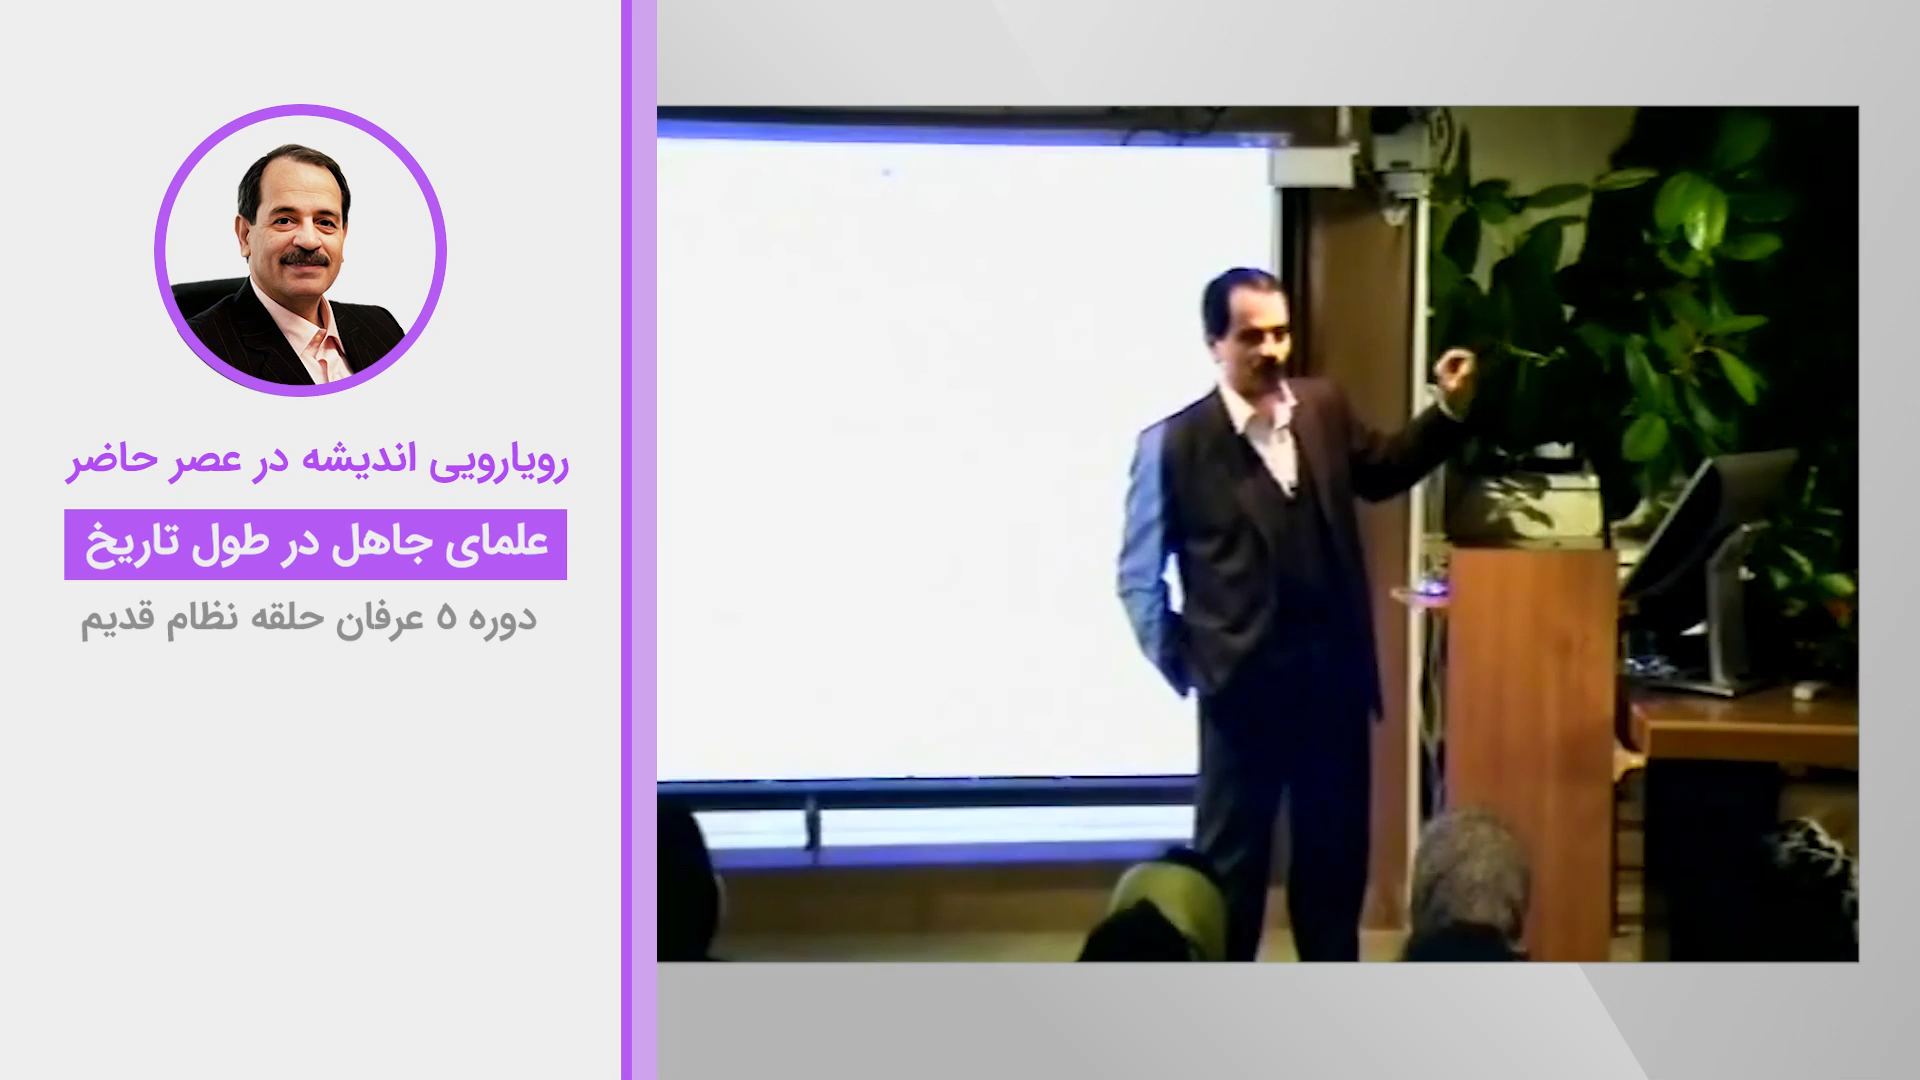 رویارویی اندیشه در عصر حاضر
علمای جاهل در طول تاریخ
دوره ۵ عرفان حلقه نظام قدیم